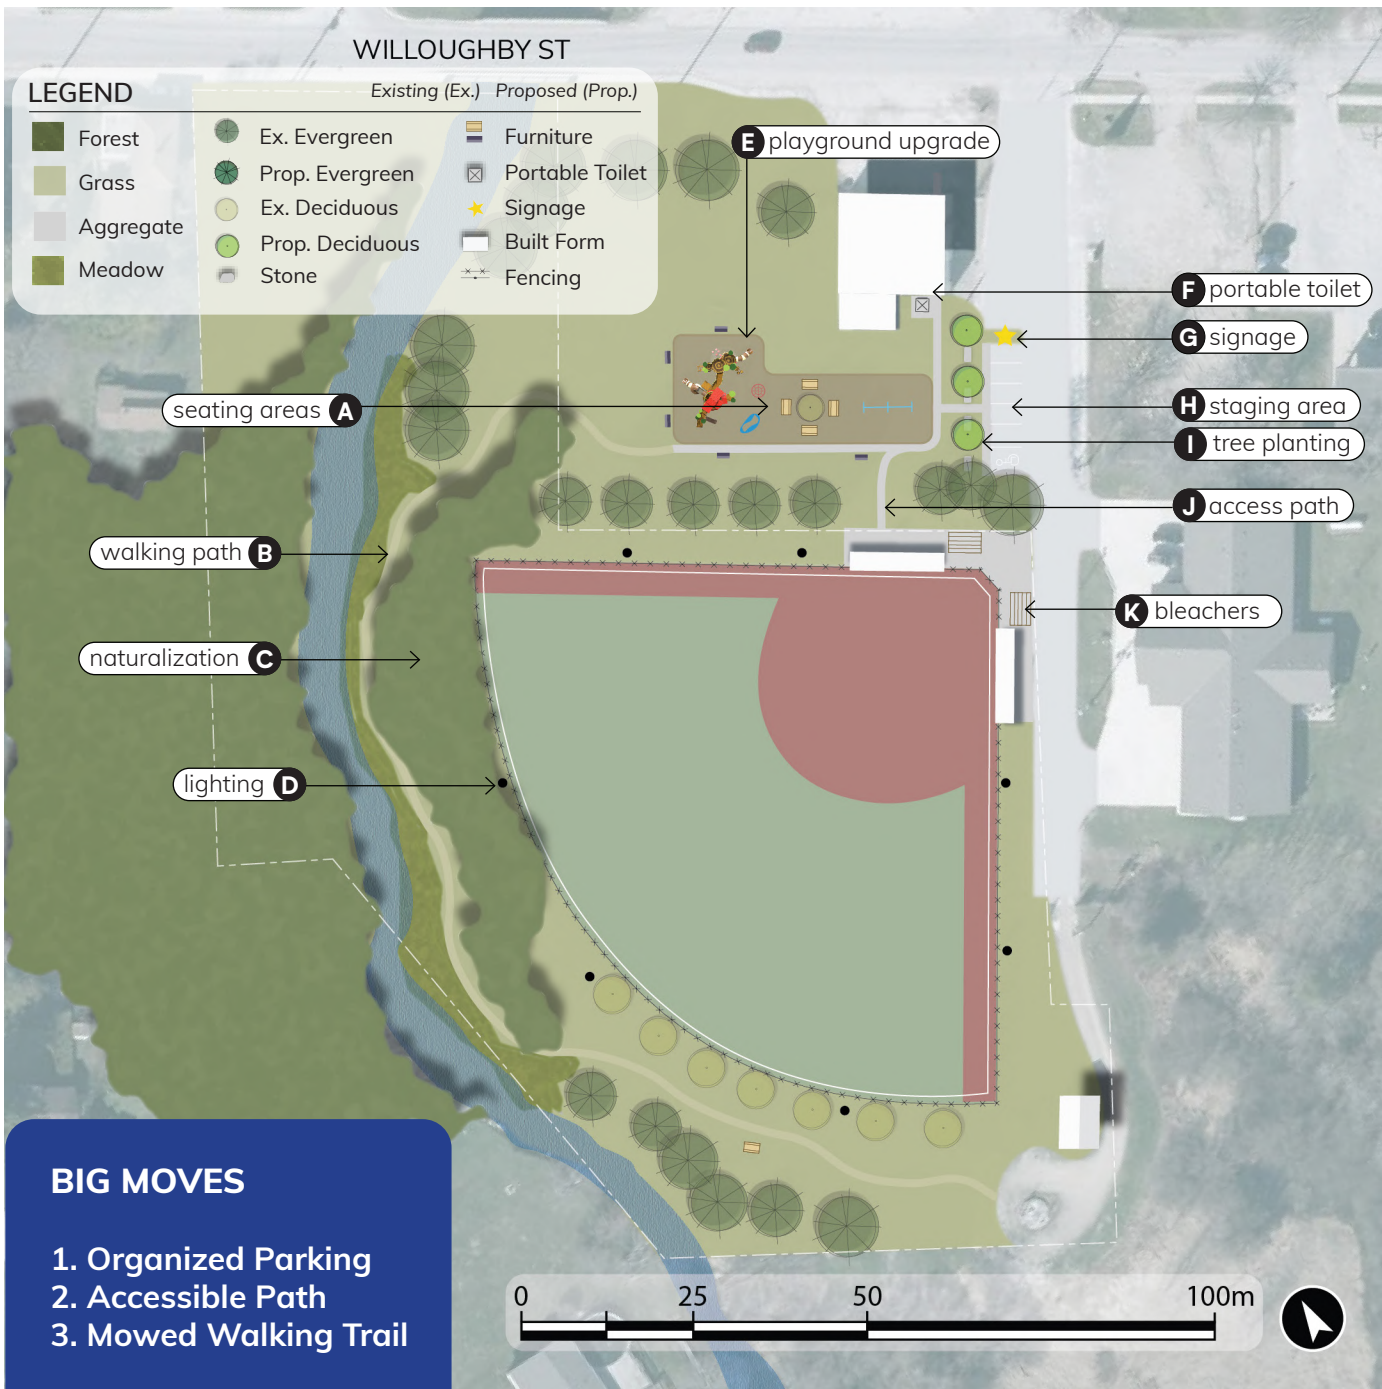 WILLOUGHBY ST
LEGEND
Existing (Ex.) Proposed (Prop.)
Forest
Grass
Aggregate
Meadow
Ex. Evergreen
Prop. Evergreen
Ex. Deciduous
Prop. Deciduous
Stone
Furniture
Portable Toilet
Signage
Built Form
Fencing
E playground upgrade
F portable toilet
G signage
seating areas A
H staging area
I tree planting
J access path
walking path B
K bleachers
naturalization C
lighting D
BIG MOVES
1. Organized Parking
2. Accessible Path
3. Mowed Walking Trail
0 25 50 100m